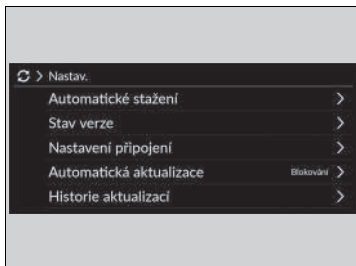 > Nastav.
Automatické stažení >
Stav verze >
Nastavení připojení >
Automatická aktualizace Blokování >
Historie aktualizací >